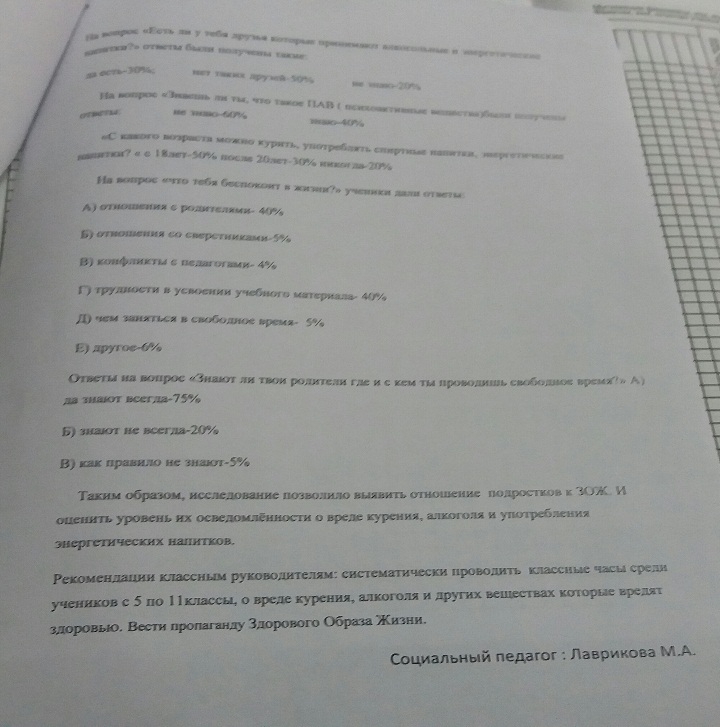 На вопрос «Есть ли у тебя друзья которые принимают алкогольные и энергетические
напитки?» ответы были получены такие:
да есть-30%; нет таких друзей-50% не знаю-20%
На вопрос «Знаешь ли ты, что такое ПАВ ( психоактивные вещества)были получены
ответы: не знаю-60% знаю-40%
«С какого возраста можно курить, употреблять спиртные напитки, энергетические
напитки? « с 18лет-50% после 20лет-30% никогда-20%
На вопрос «что тебя беспокоит в жизни?» ученики дали ответы:
А) отношения с родителями- 40%
Б) отношения со сверстниками-5%
В) конфликты с педагогами- 4%
Г) трудности в усвоении учебного материала- 40%
Д) чем заняться в свободное время- 5%
Е) другое-6%
Ответы на вопрос «Знают ли твои родители где и с кем ты проводишь свободное время?» А)
да знают всегда-75%
Б) знают не всегда-20%
В) как правило не знают-5%
Таким образом, исследование позволило выявить отношение подростков к ЗОЖ. И
оценить уровень их осведомлённости о вреде курения, алкоголя и употребления
энергетических напитков.
Рекомендации классным руководителям: систематически проводить классные часы среди
учеников с 5 по 11классы, о вреде курения, алкоголя и других веществах которые вредят
здоровью. Вести пропаганду Здорового Образа Жизни.
Социальный педагог : Лаврикова М.А.